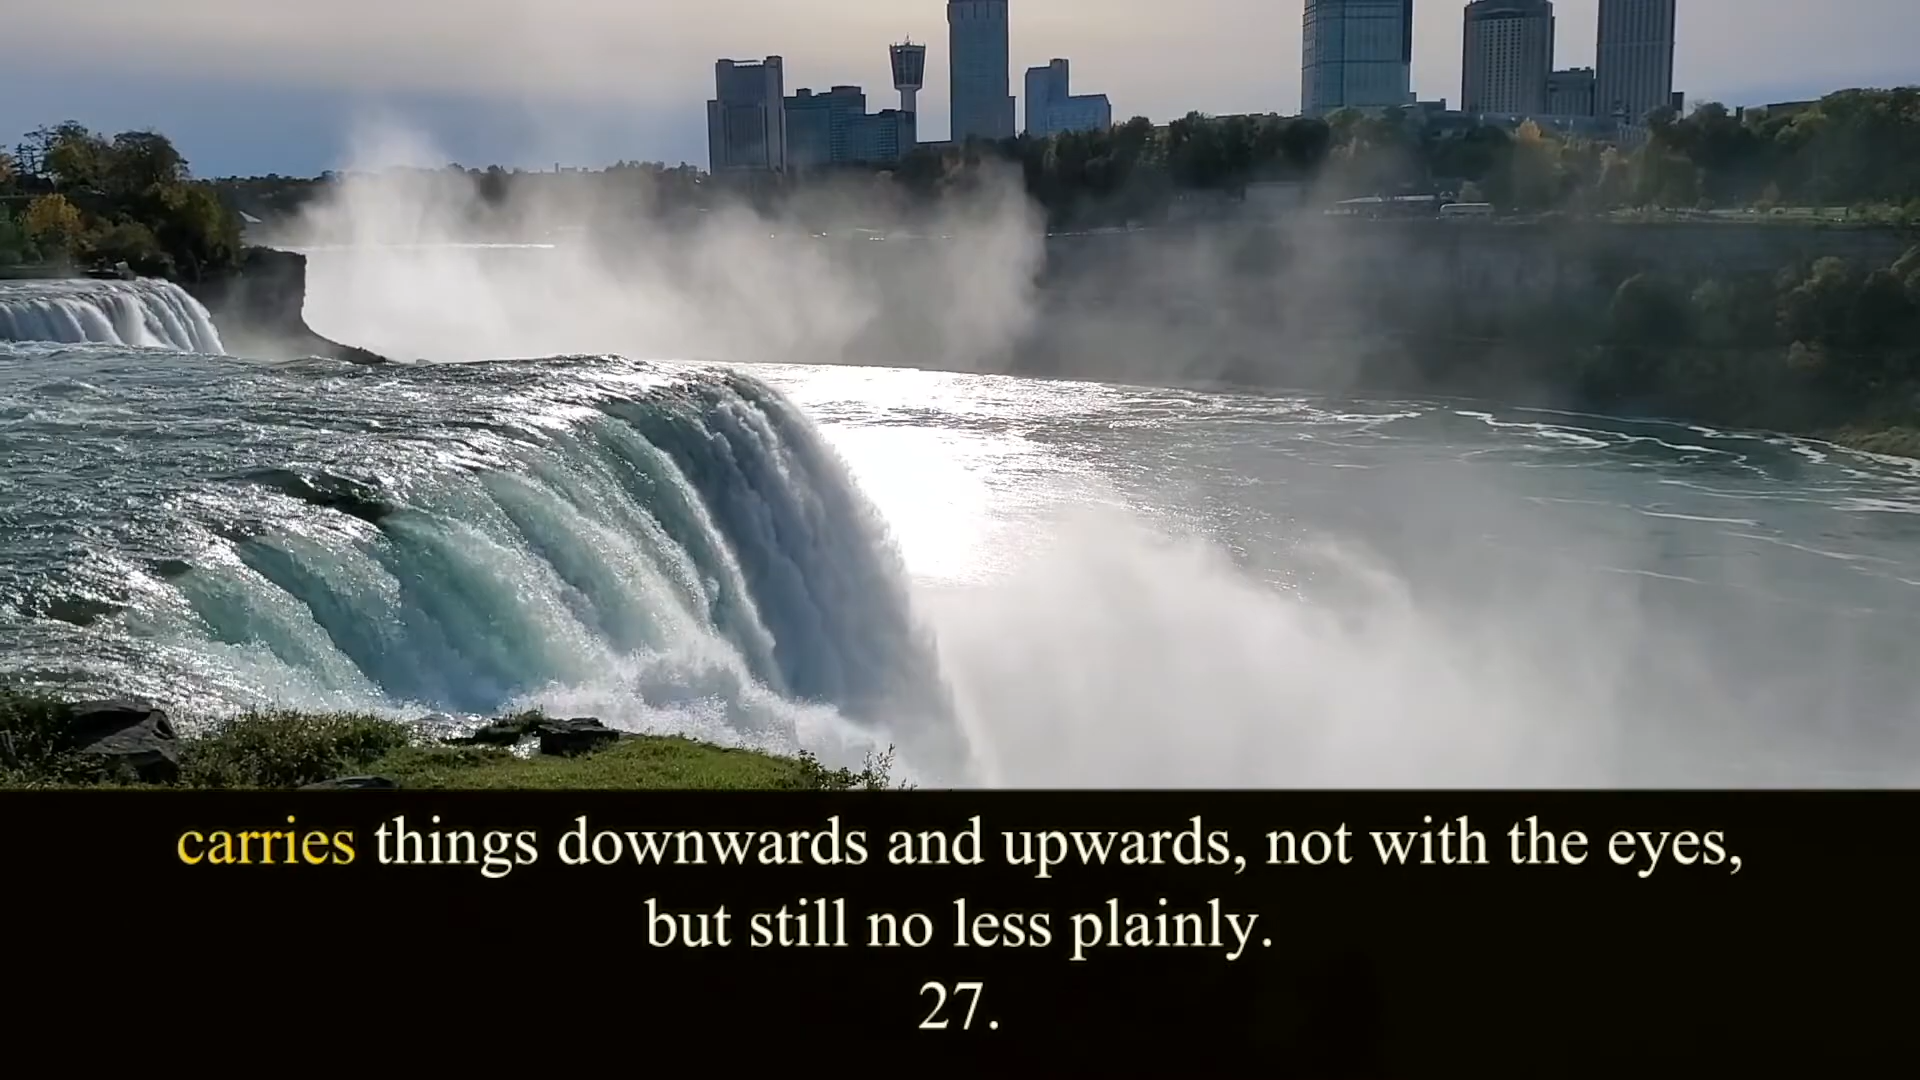 carries things downwards and upwards, not with the eyes,
but still no less plainly.
27.